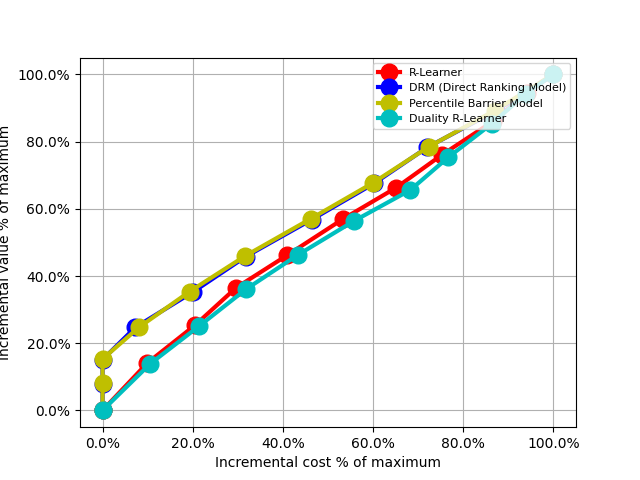 100.0%
80.0%
60.0%
40.0%
20.0%
0.0%
Incremental value % of maximum
R-Learner
DRM (Direct Ranking Model)
Percentile Barrier Model
Duality R-Learner
0.0% 20.0% 40.0% 60.0% 80.0% 100.0%
Incremental cost % of maximum